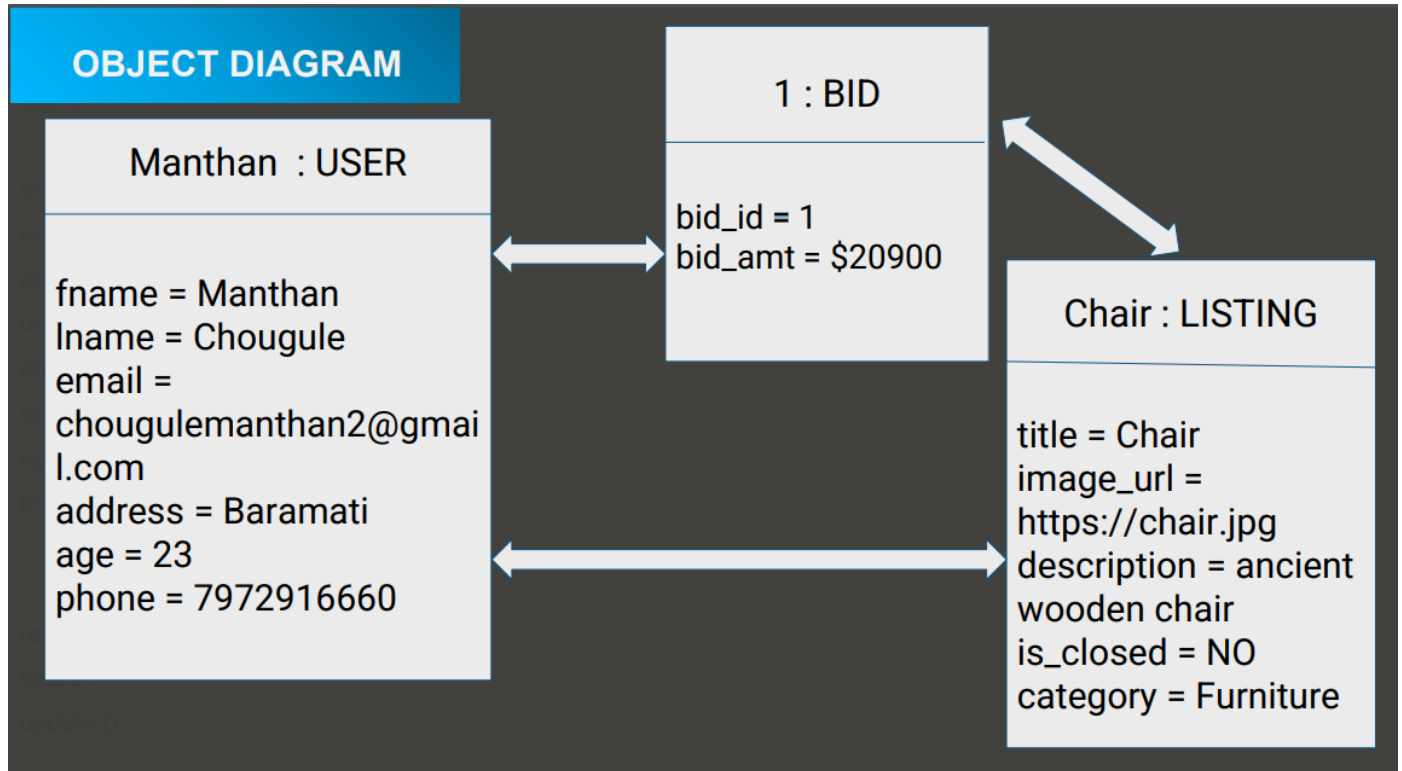 OBJECT DIAGRAM
Manthan : USER
fname = Manthan
lname = Chougule
email =
chougulemanthan2@gmai
l.com
address = Baramati
age = 23
phone = 7972916660
1 : BID
bid_id = 1
bid_amt = $20900
Chair : LISTING
title = Chair
image_url =
https://chair.jpg
description = ancient
wooden chair
is_closed = NO
category = Furniture
update ()